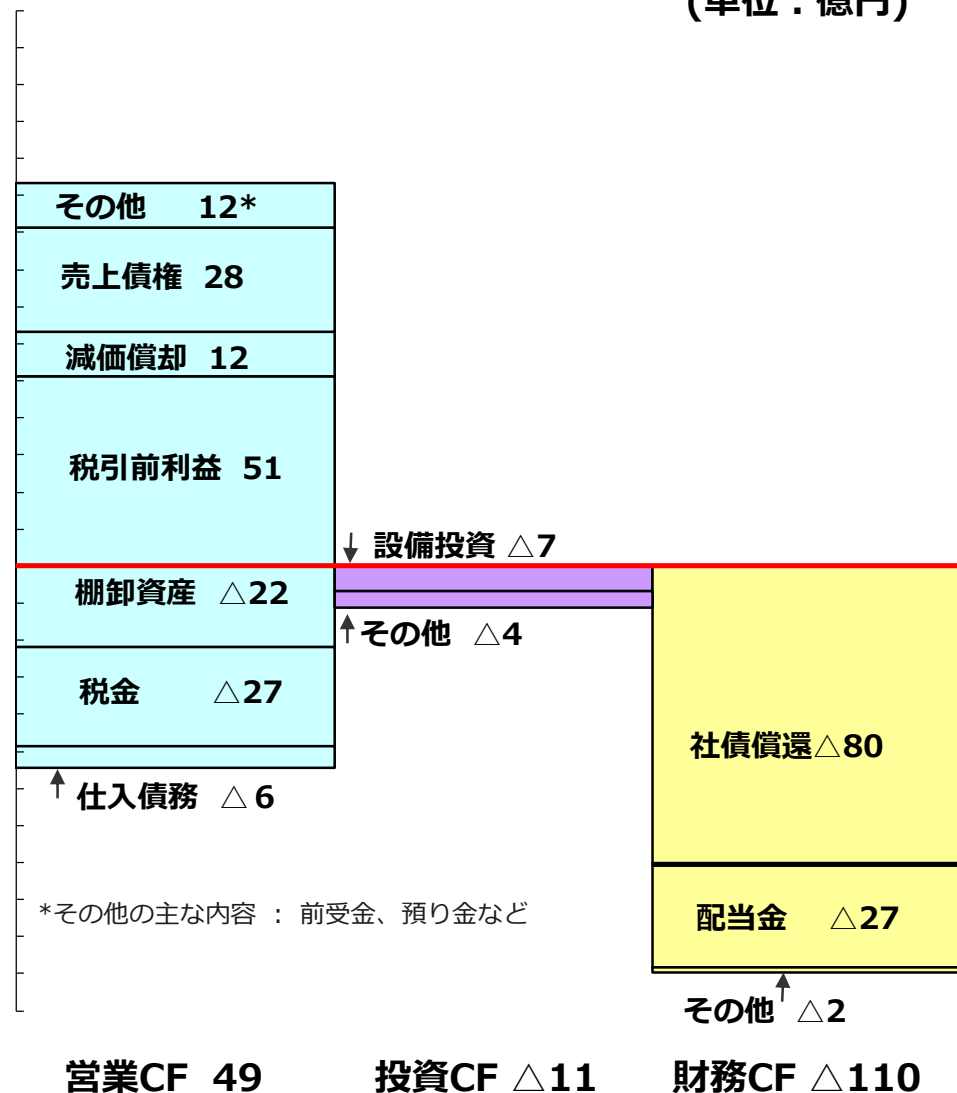 (単位：億円)
その他 12*
売上債権 28
減価償却 12
税引前利益 51
設備投資 △7
棚卸資産 △22
その他 △4
税金 △27
社債償還△80
仕入債務 △6
*その他の主な内容 : 前受金、預り金など
配当金 △27
その他 △2
営業CF 49
投資CF △11
財務CF △110